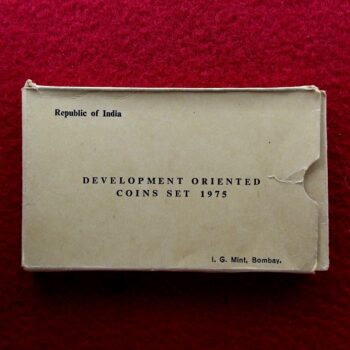 Republic of India
DEVELOPMENT ORIENTED
COINS SET 1975
I. G. Mint, Bombay.